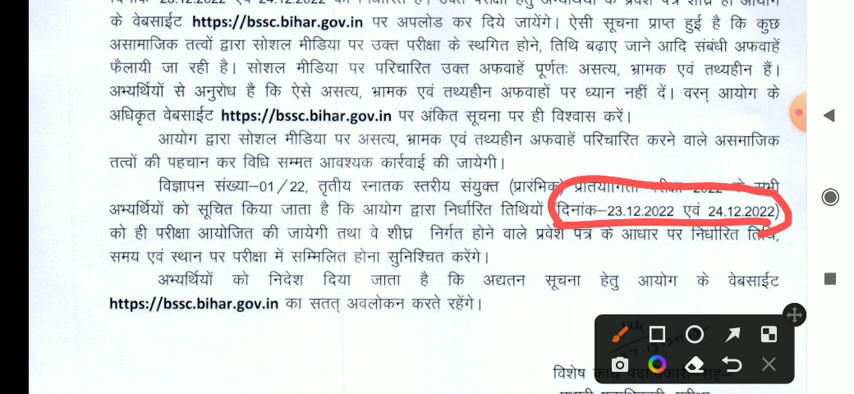 के वेबसाईट https://bssc.bihar.gov.in पर अपलोड कर दिये जायेंगे। ऐसी सूचना प्राप्त हुई है कि कुछ
असामाजिक तत्वों द्वारा सोशल मीडिया पर उक्त परीक्षा के स्थगित होने, तिथि बढ़ाए जाने आदि संबंधी अफवाहें
फैलायी जा रही है। सोशल मीडिया पर परिचारित उक्त अफवाहें पूर्णतः असत्य, भ्रामक एवं तथ्यहीन हैं।
अभ्यर्थियों से अनुरोध है कि ऐसे असत्य, भ्रामक एवं तथ्यहीन अफवाहों पर ध्यान नहीं दें। वरन् आयोग के
अधिकृत वेबसाईट https://bssc.bihar.gov.in पर अंकित सूचना पर ही विश्वास करें।
आयोग द्वारा सोशल मीडिया पर असत्य, भ्रामक एवं तथ्यहीन अफवाहें परिचारित करने वाले असमाजिक
तत्वों की पहचान कर विधि सम्मत आवश्यक कार्रवाई की जायेगी।
विज्ञापन संख्या–01/22, तृतीय स्नातक स्तरीय संयुक्त (प्रारंभिक) प्रतियोगिता परीक्षा 2022 के सभी
अभ्यर्थियों को सूचित किया जाता है कि आयोग द्वारा निर्धारित तिथियों (दिनांक–23.12.2022 एवं 24.12.2022)
को ही परीक्षा आयोजित की जायेगी तथा वे शीघ्र निर्गत होने वाले प्रवेश पत्र के आधार पर निर्धारित तिथि,
समय एवं स्थान पर परीक्षा में सम्मिलित होना सुनिश्चित करेंगे।
अभ्यर्थियों को निदेश दिया जाता है कि अद्यतन सूचना हेतु आयोग के वेबसाईट
https://bssc.bihar.gov.in का सतत् अवलोकन करते रहेंगे।
विशेष